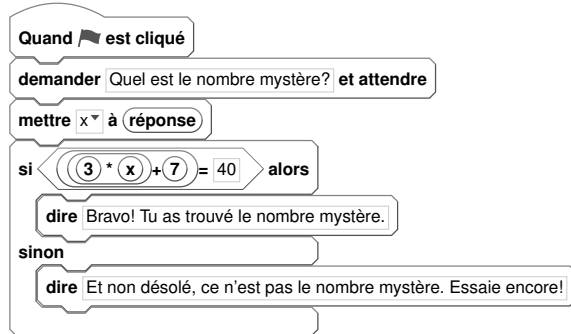 Quand est cliqué
demander Quel est le nombre mystère? et attendre
mettre x à réponse
si 3 * x + 7 = 40 alors
dire Bravo! Tu as trouvé le nombre mystère.
sinon
dire Et non désolé, ce n'est pas le nombre mystère. Essaie encore!